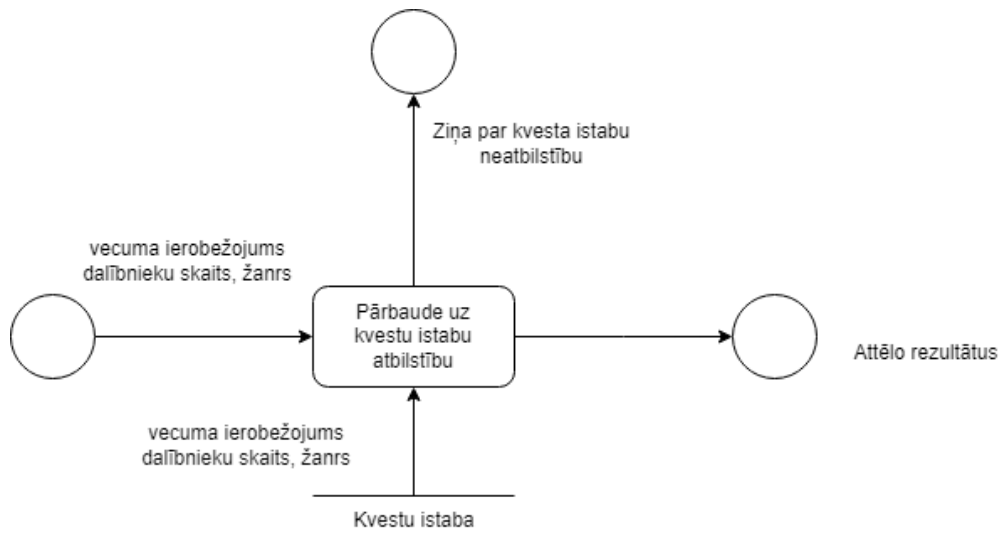 Ziņa par kvesta istabu
neatbilstību
vecuma ierobežojums
dalībnieku skaits, žanrs
Pārbaude uz
kvestu istabu
atbilstību
Attēlo rezultātus
vecuma ierobežojums
dalībnieku skaits, žanrs
Kvestu istaba